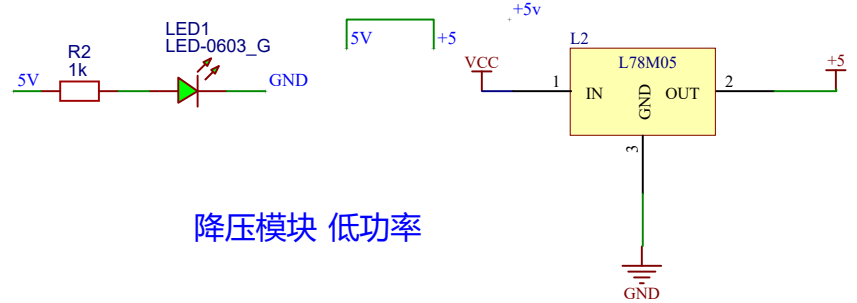 LED1
LED-0603_G
R2
1k
5V
GND
5V
+5
+5v
L2
L78M05
VCC
1
IN
GND
OUT
2
+5
3
GND
降压模块 低功率